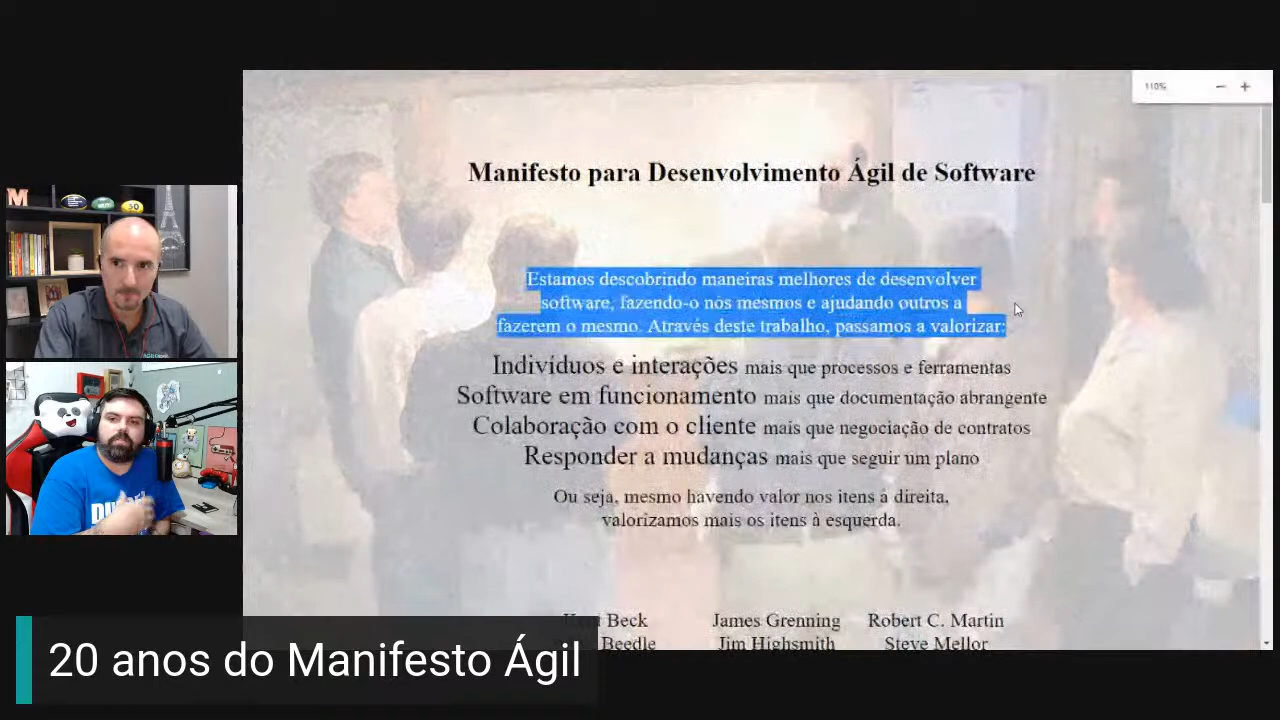 110%
Manifesto para Desenvolvimento Ágil de Software
Estamos descobrindo maneiras melhores de desenvolver
software, fazendo-o nós mesmos e ajudando outros a
fazerem o mesmo. Através deste trabalho, passamos a valorizar:
Indivíduos e interações mais que processos e ferramentas
Software em funcionamento mais que documentação abrangente
Colaboração com o cliente mais que negociação de contratos
Responder a mudanças mais que seguir um plano
Ou seja, mesmo havendo valor nos itens à direita,
valorizamos mais os itens à esquerda.
Beck James Grenning Robert C. Martin
Beedle Jim Highsmith Steve Mellor
20 anos do Manifesto Ágil
M
30